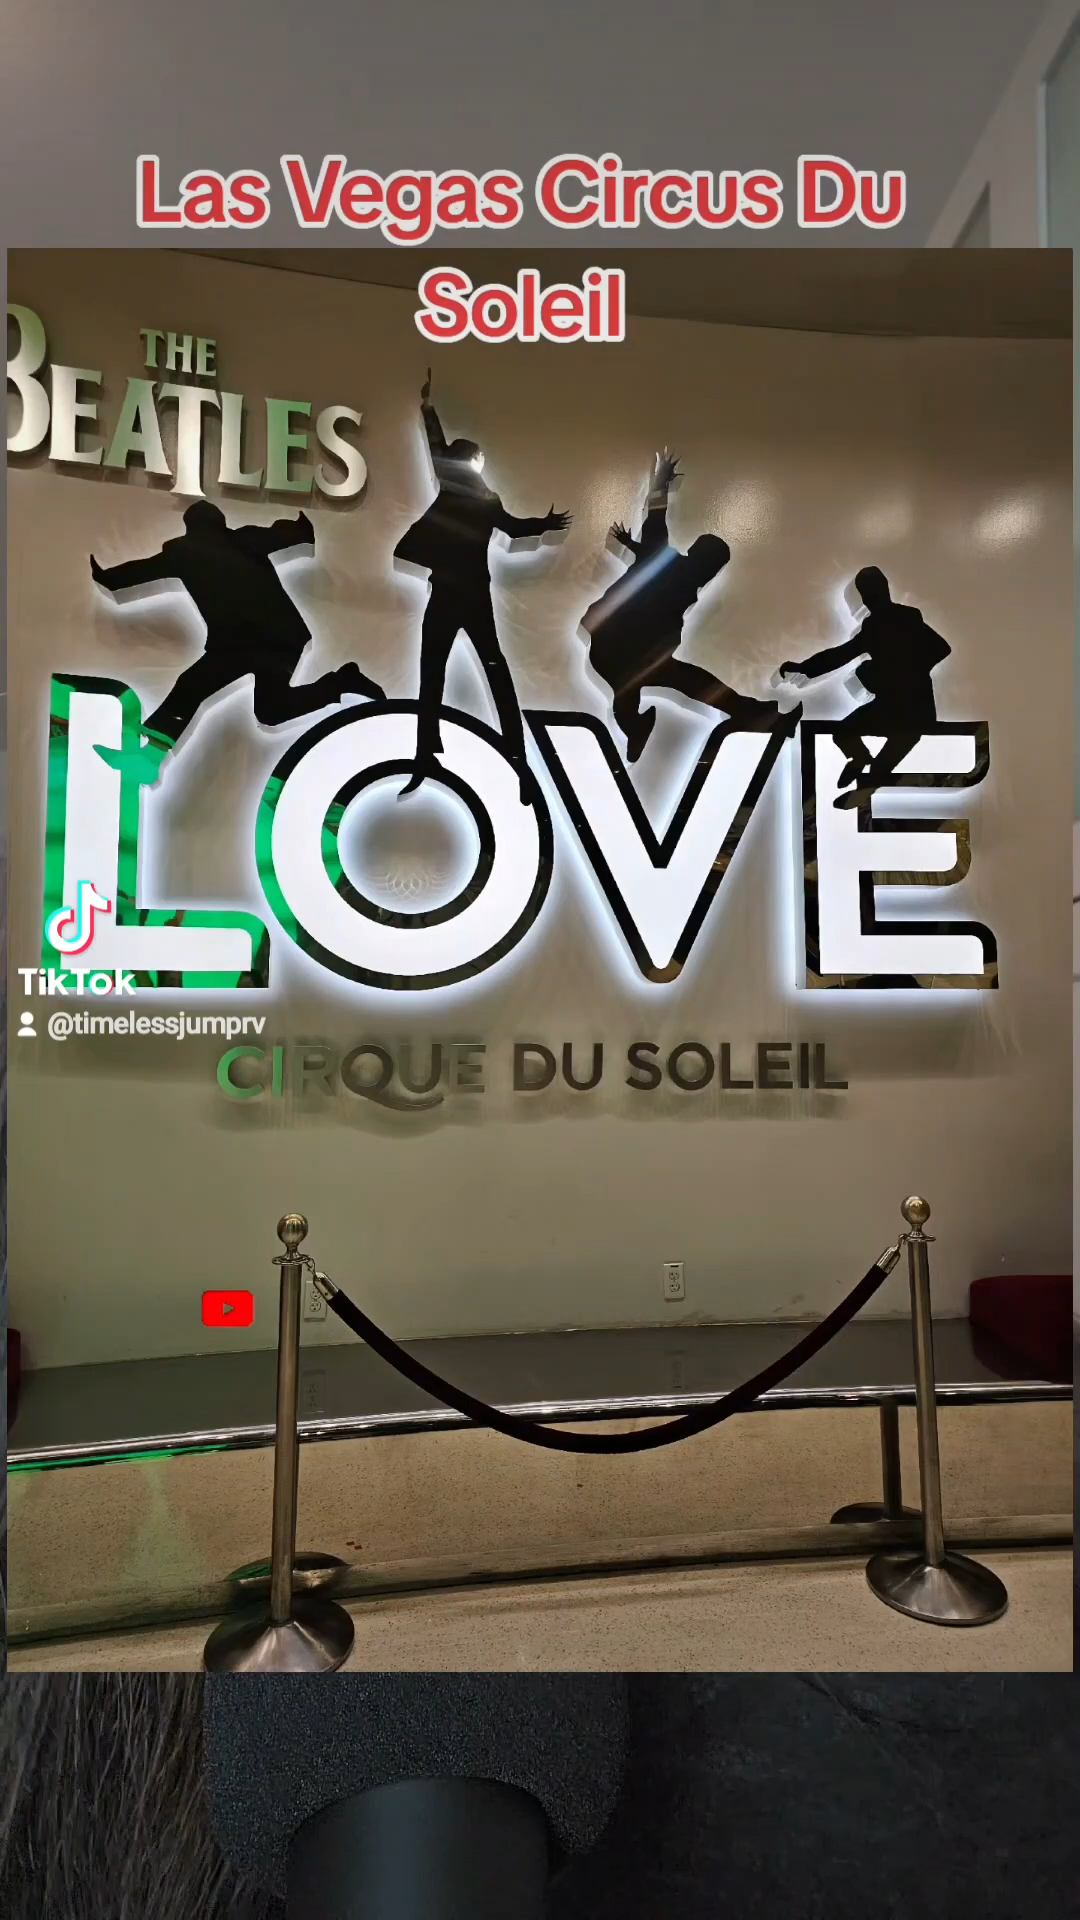 Las Vegas Circus Du
Soleil
THE
BEATLES
LOVE
TikTok
@timelessjumprv
CIRQUE DU SOLEIL